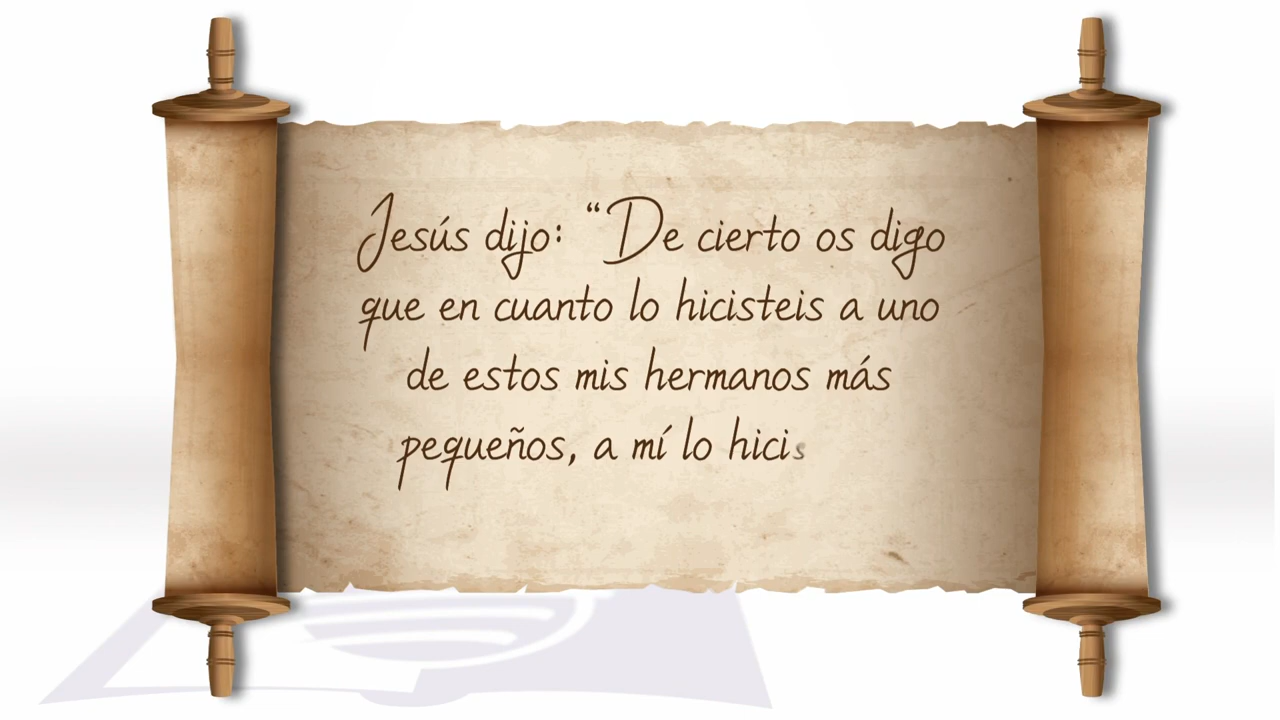 Jesús dijo: “De cierto os digo
que en cuanto lo hicisteis a uno
de estos mis hermanos más
pequeños, a mí lo hicis